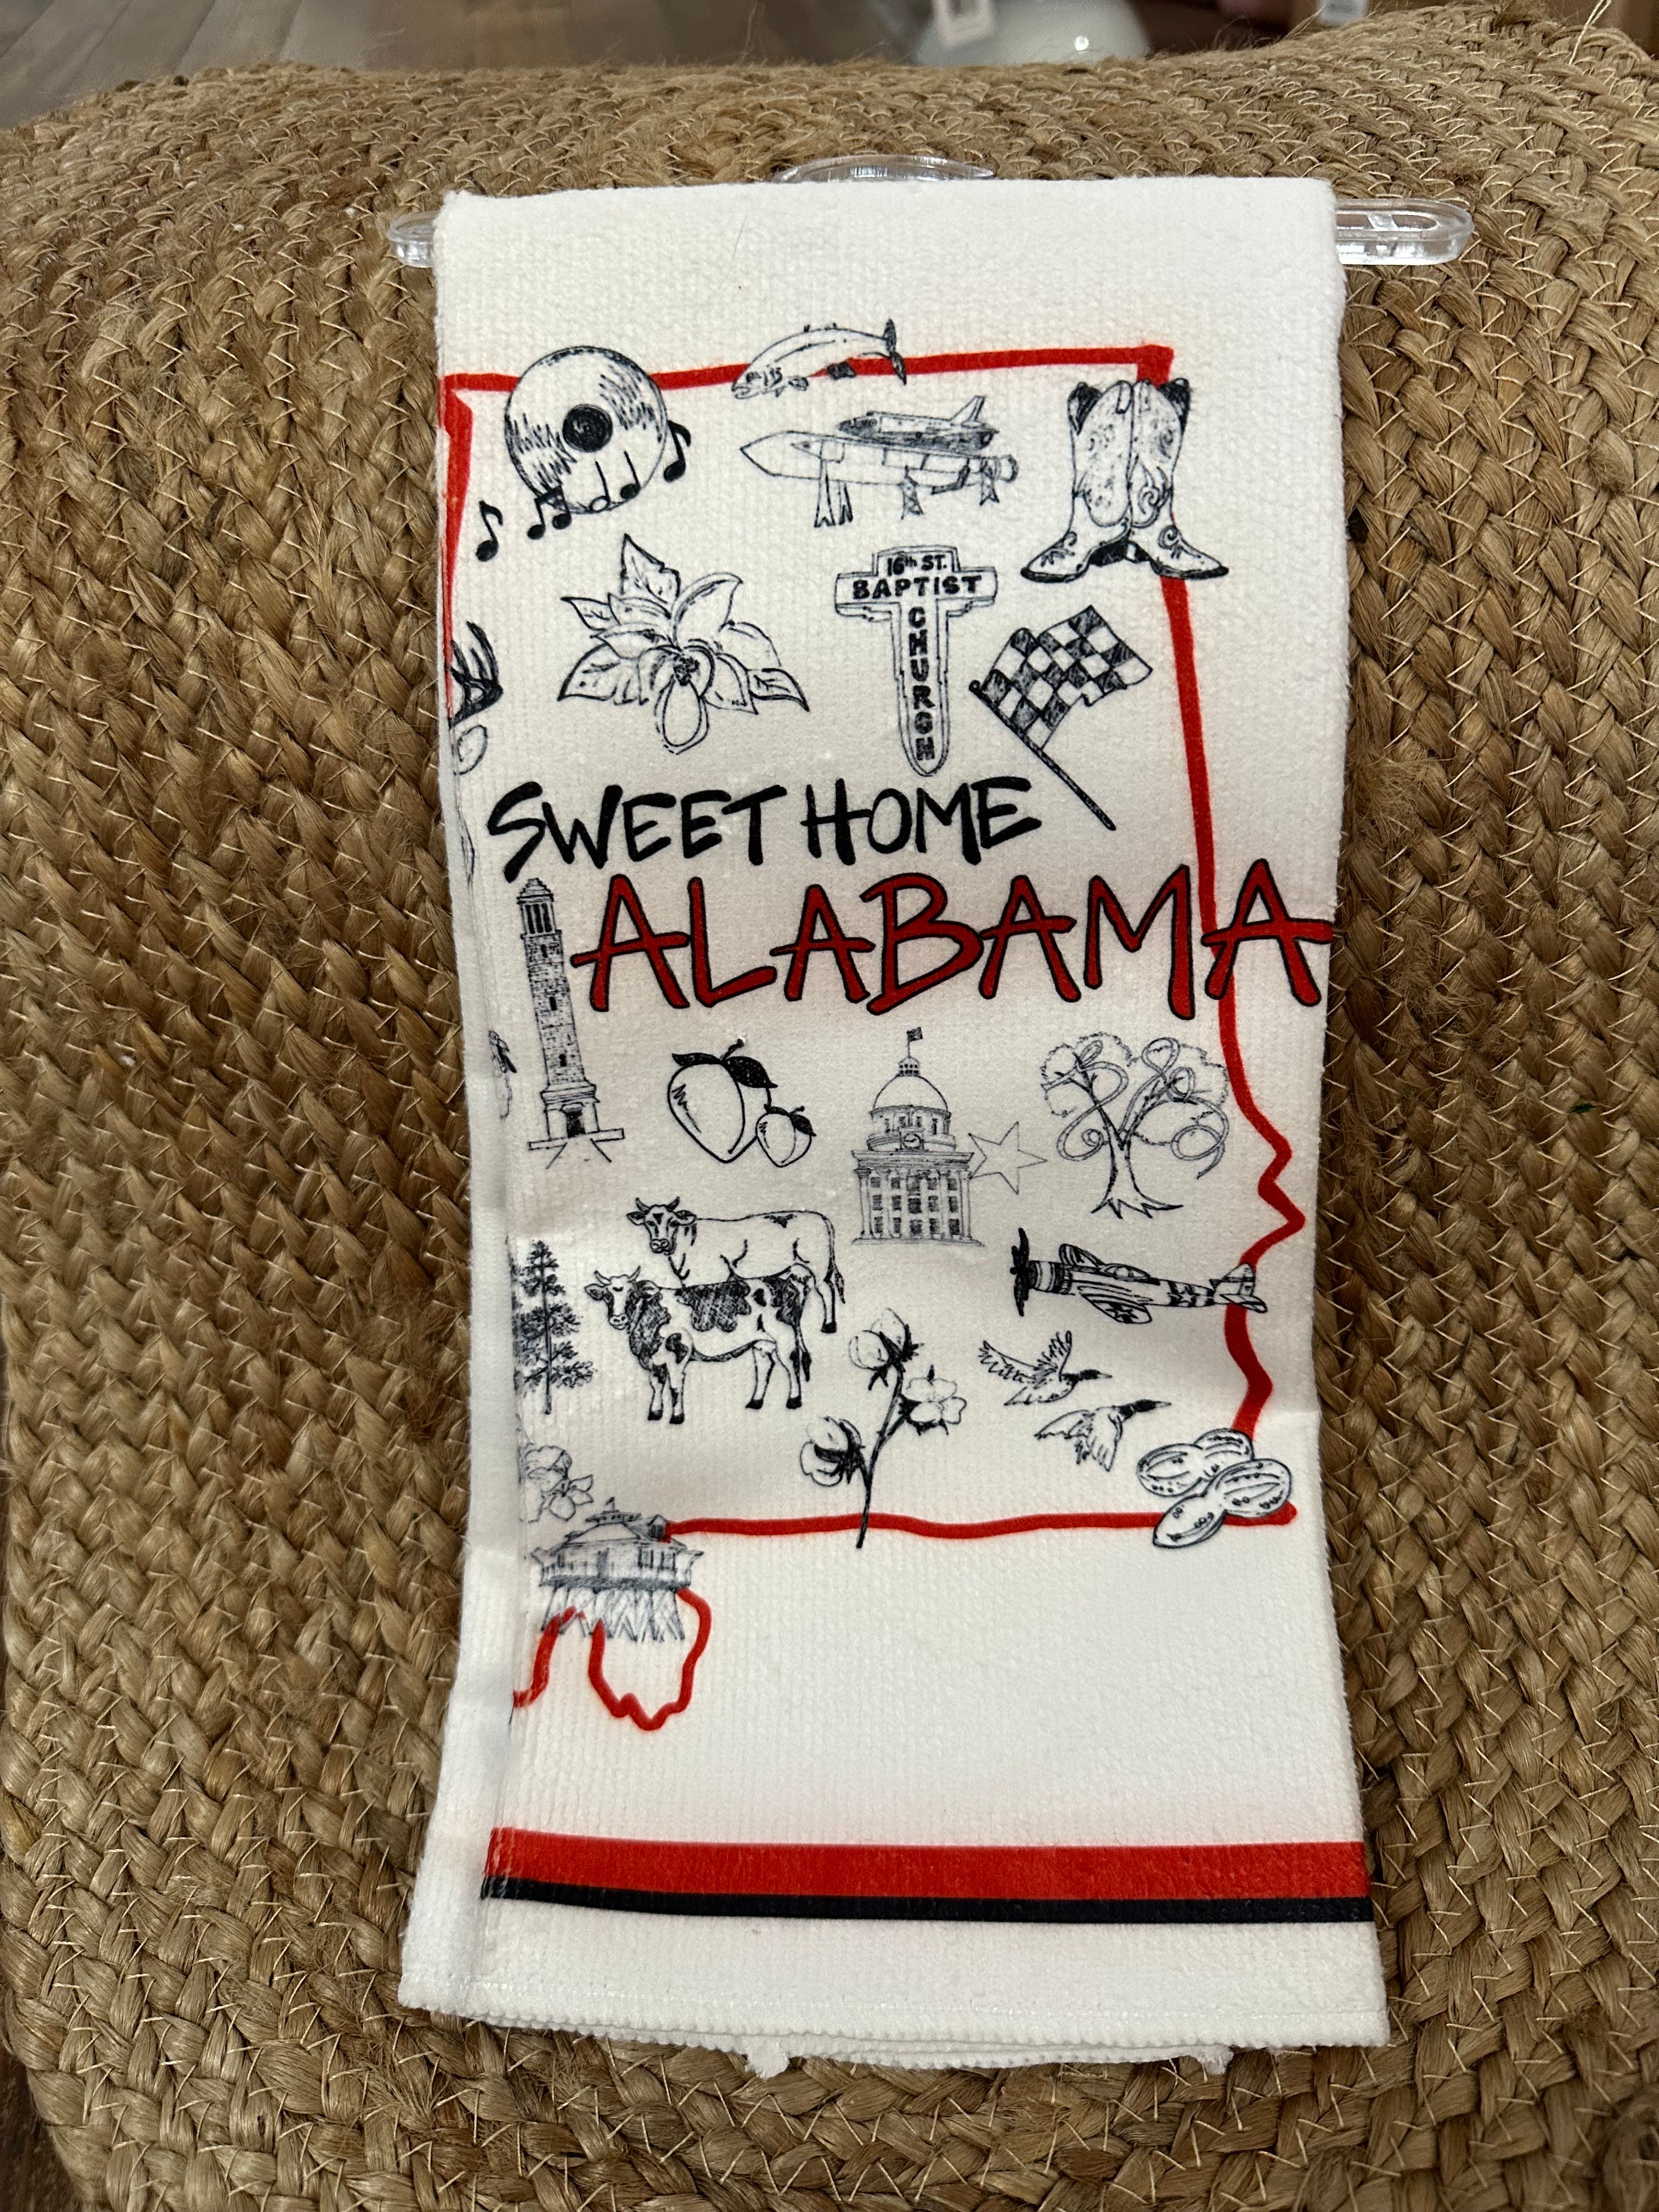 16th ST.
BAPTIST
CHURCH
SWEET HOME
ALABAMA